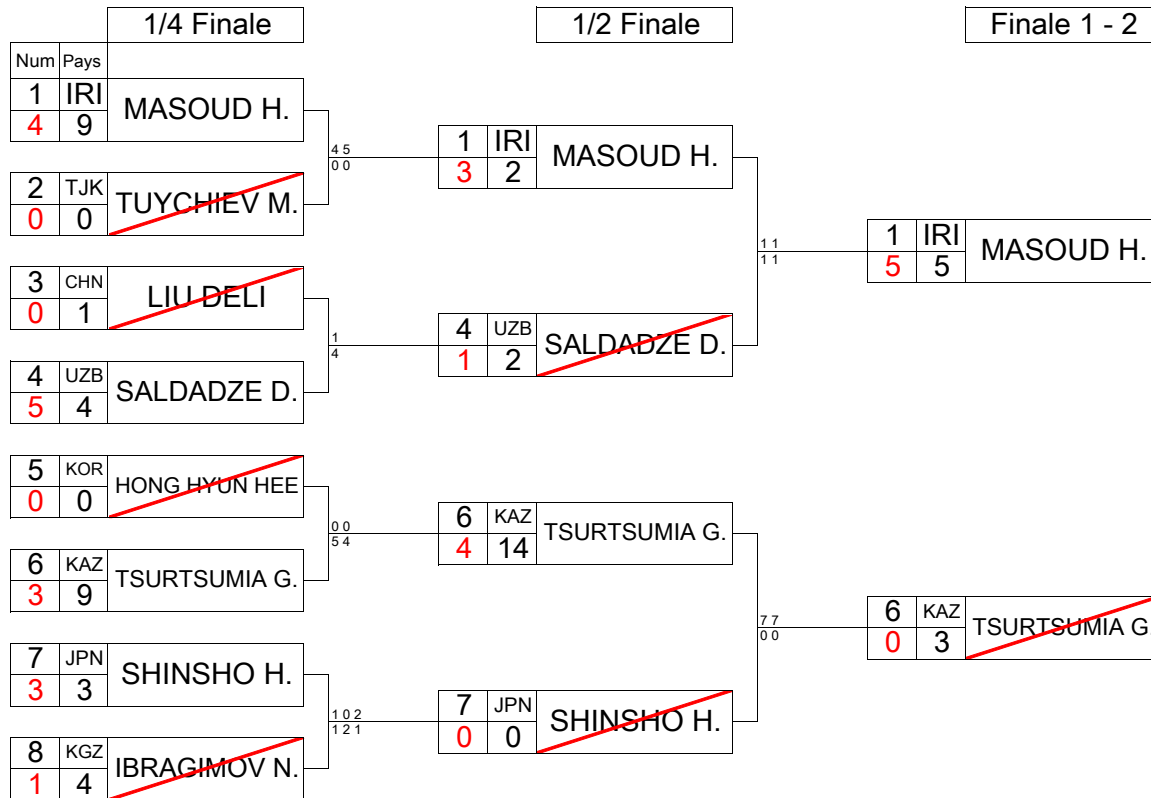 1/4 Finale
1/2 Finale
Finale 1 - 2
Num Pays
1 IRI MASOUD H.
4 9
4 5
0 0
2 TJK TUYCHIEV M.
0 0
3 CHN LIU DELI
0 1
1
4
4 UZB SALDADZE D.
5 4
5 KOR HONG HYUN HEE
0 0
0 0
5 4
6 KAZ TSURTSUMIA G.
3 9
7 JPN SHINSHO H.
3 3
1 0 2
1 2 1
8 KGZ IBRAGIMOV N.
1 4
1 IRI MASOUD H.
3 2
1 1
1 1
4 UZB SALDADZE D.
1 2
6 KAZ TSURTSUMIA G.
4 14
7 7
0 0
7 JPN SHINSHO H.
0 0
1 IRI MASOUD H.
5 5
6 KAZ TSURTSUMIA G
0 3